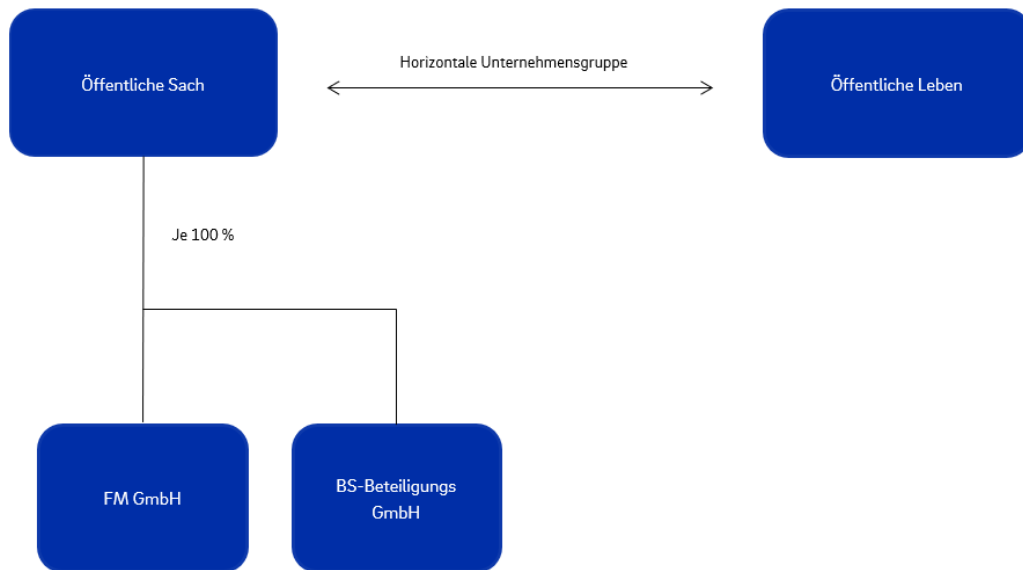 Öffentliche Sach
Horizontale Unternehmensgruppe
Öffentliche Leben
Je 100 %
FM GmbH
BS-Beteiligungs
GmbH